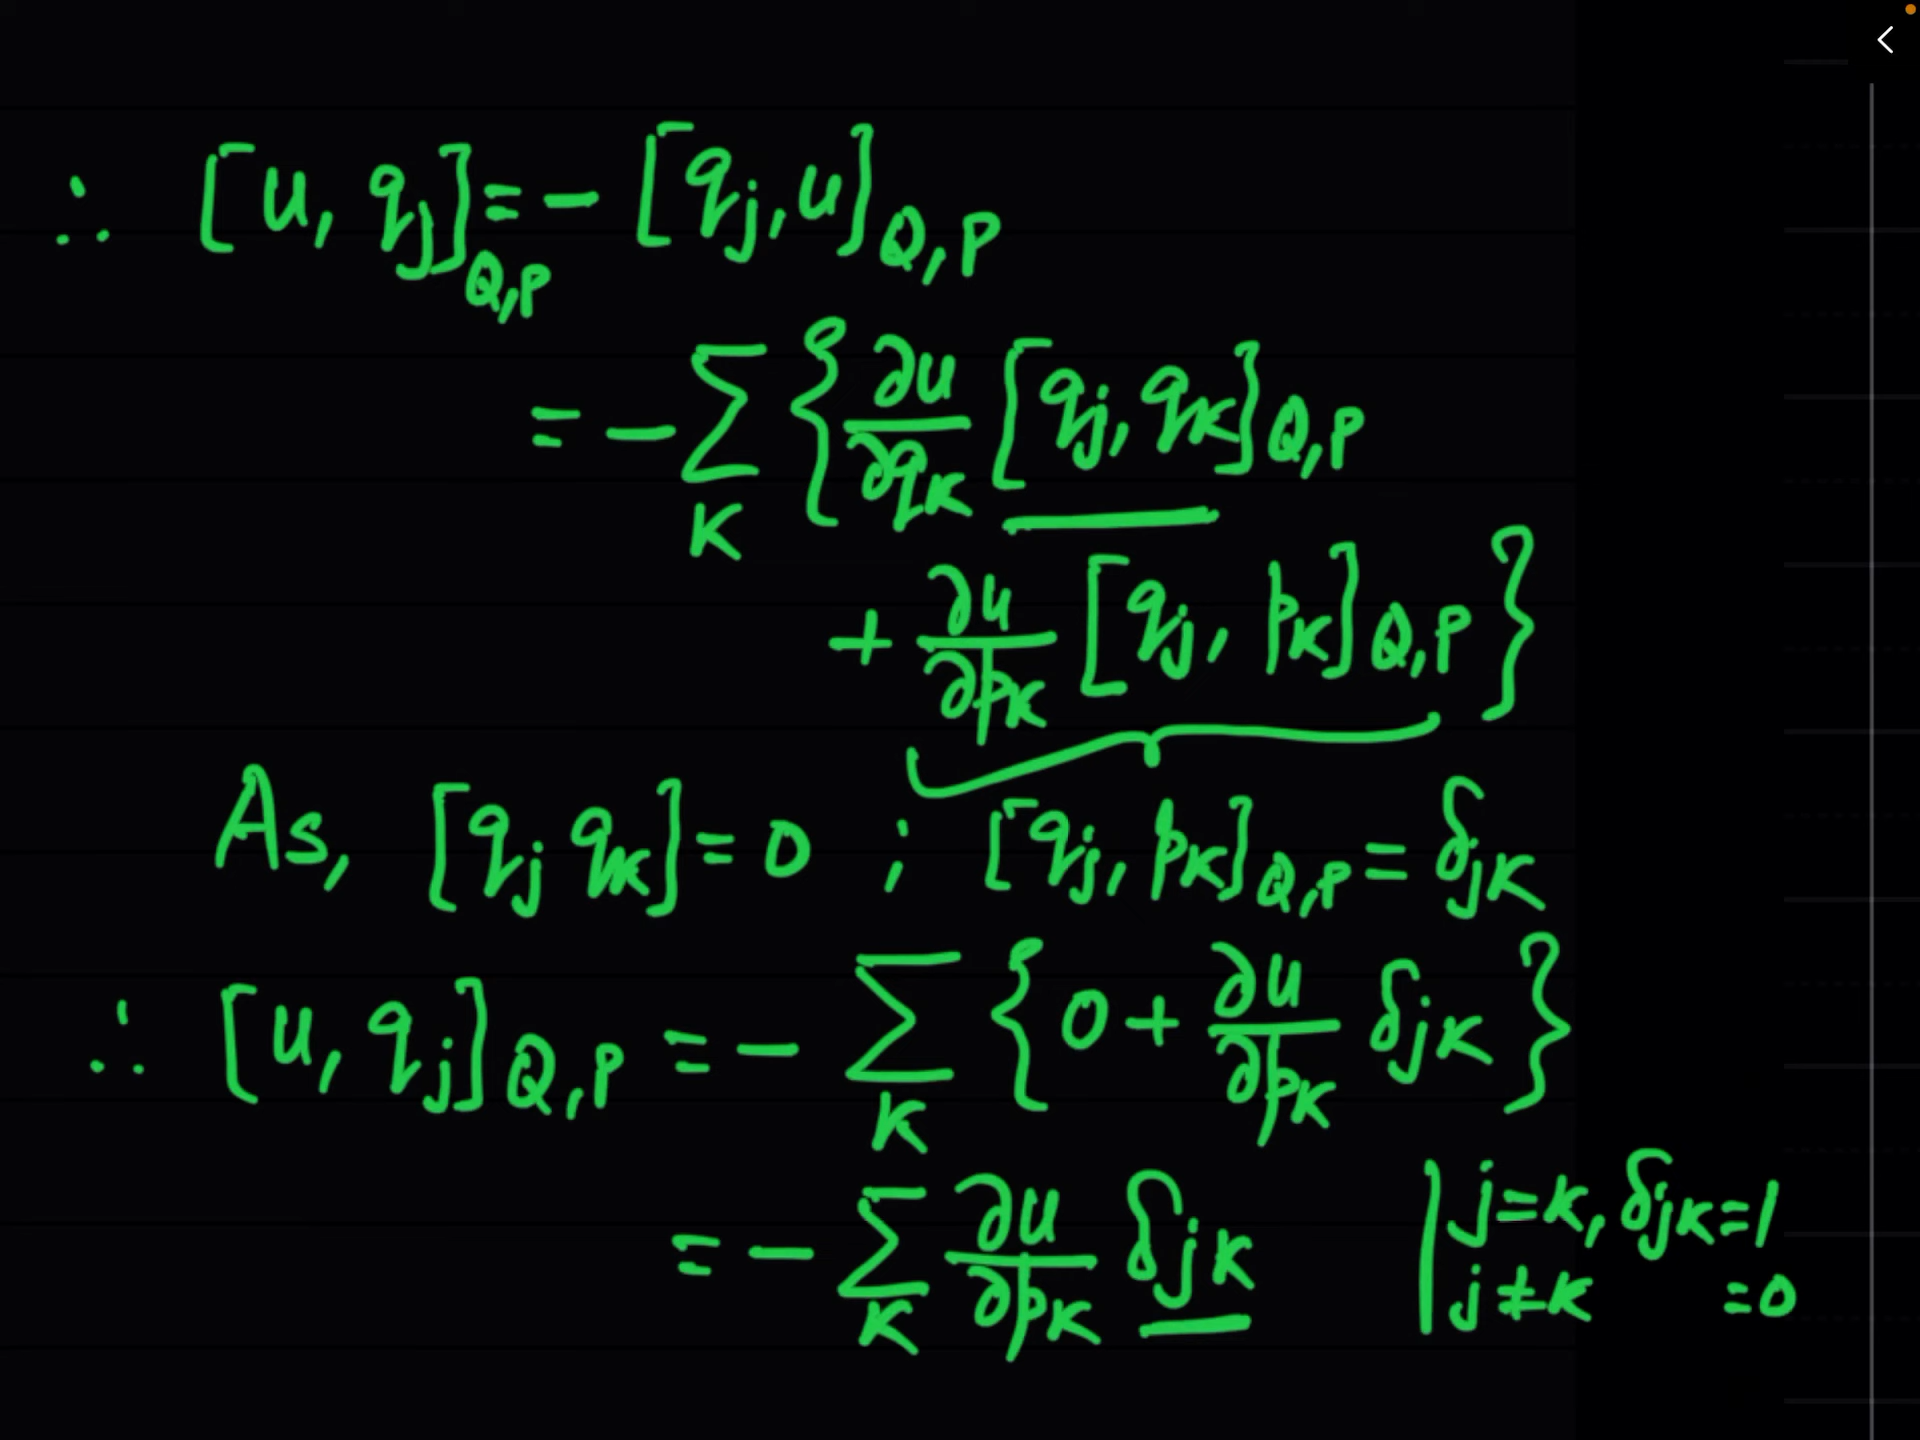 ∴ [u, qj]Q,P = - [qj, u]Q,P
= - ∑K { ∂u/∂qK [qj, qK]Q,P
+ ∂u/∂pK [qj, pK]Q,P }
As, [qj qK] = 0 ; [qj, pK]Q,P = δjK
∴ [u, qj]Q,P = - ∑K { 0 + ∂u/∂pK δjK }
= - ∑K ∂u/∂pK δjK | j = K, δjK = 1
j ≠ K = 0